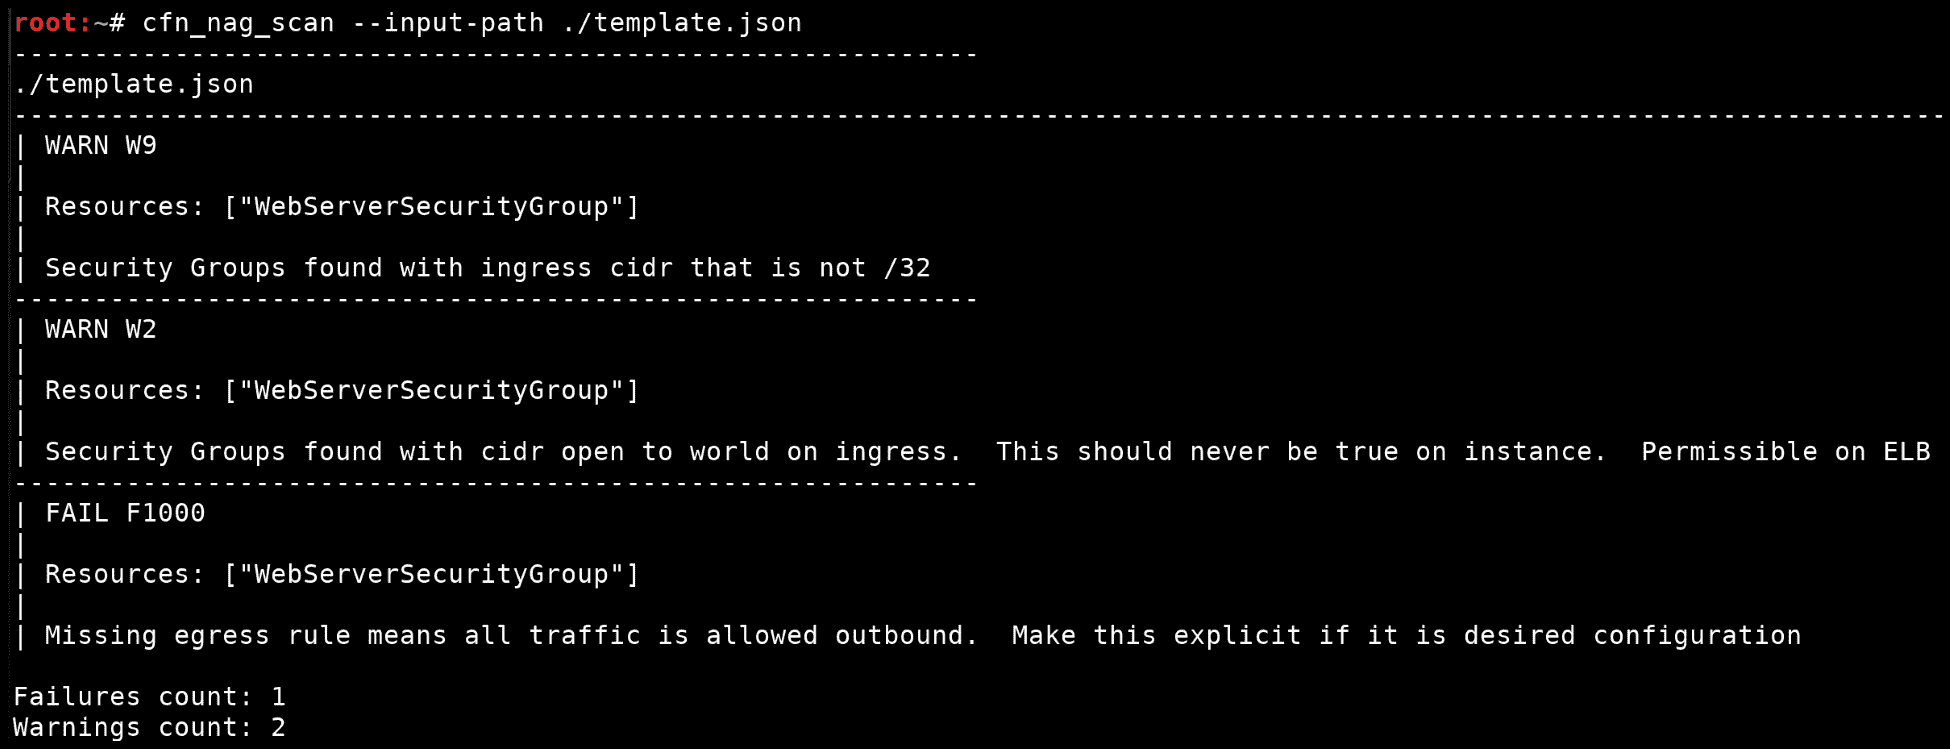 root:~# cfn_nag_scan --input-path ./template.json
------------------------------------------------------------
./template.json
------------------------------------------------------------------------------------------------------------------------
| WARN W9
|
| Resources: ["WebServerSecurityGroup"]
|
| Security Groups found with ingress cidr that is not /32
------------------------------------------------------------
| WARN W2
|
| Resources: ["WebServerSecurityGroup"]
|
| Security Groups found with cidr open to world on ingress.  This should never be true on instance.  Permissible on ELB
------------------------------------------------------------
| FAIL F1000
|
| Resources: ["WebServerSecurityGroup"]
|
| Missing egress rule means all traffic is allowed outbound.  Make this explicit if it is desired configuration

Failures count: 1
Warnings count: 2